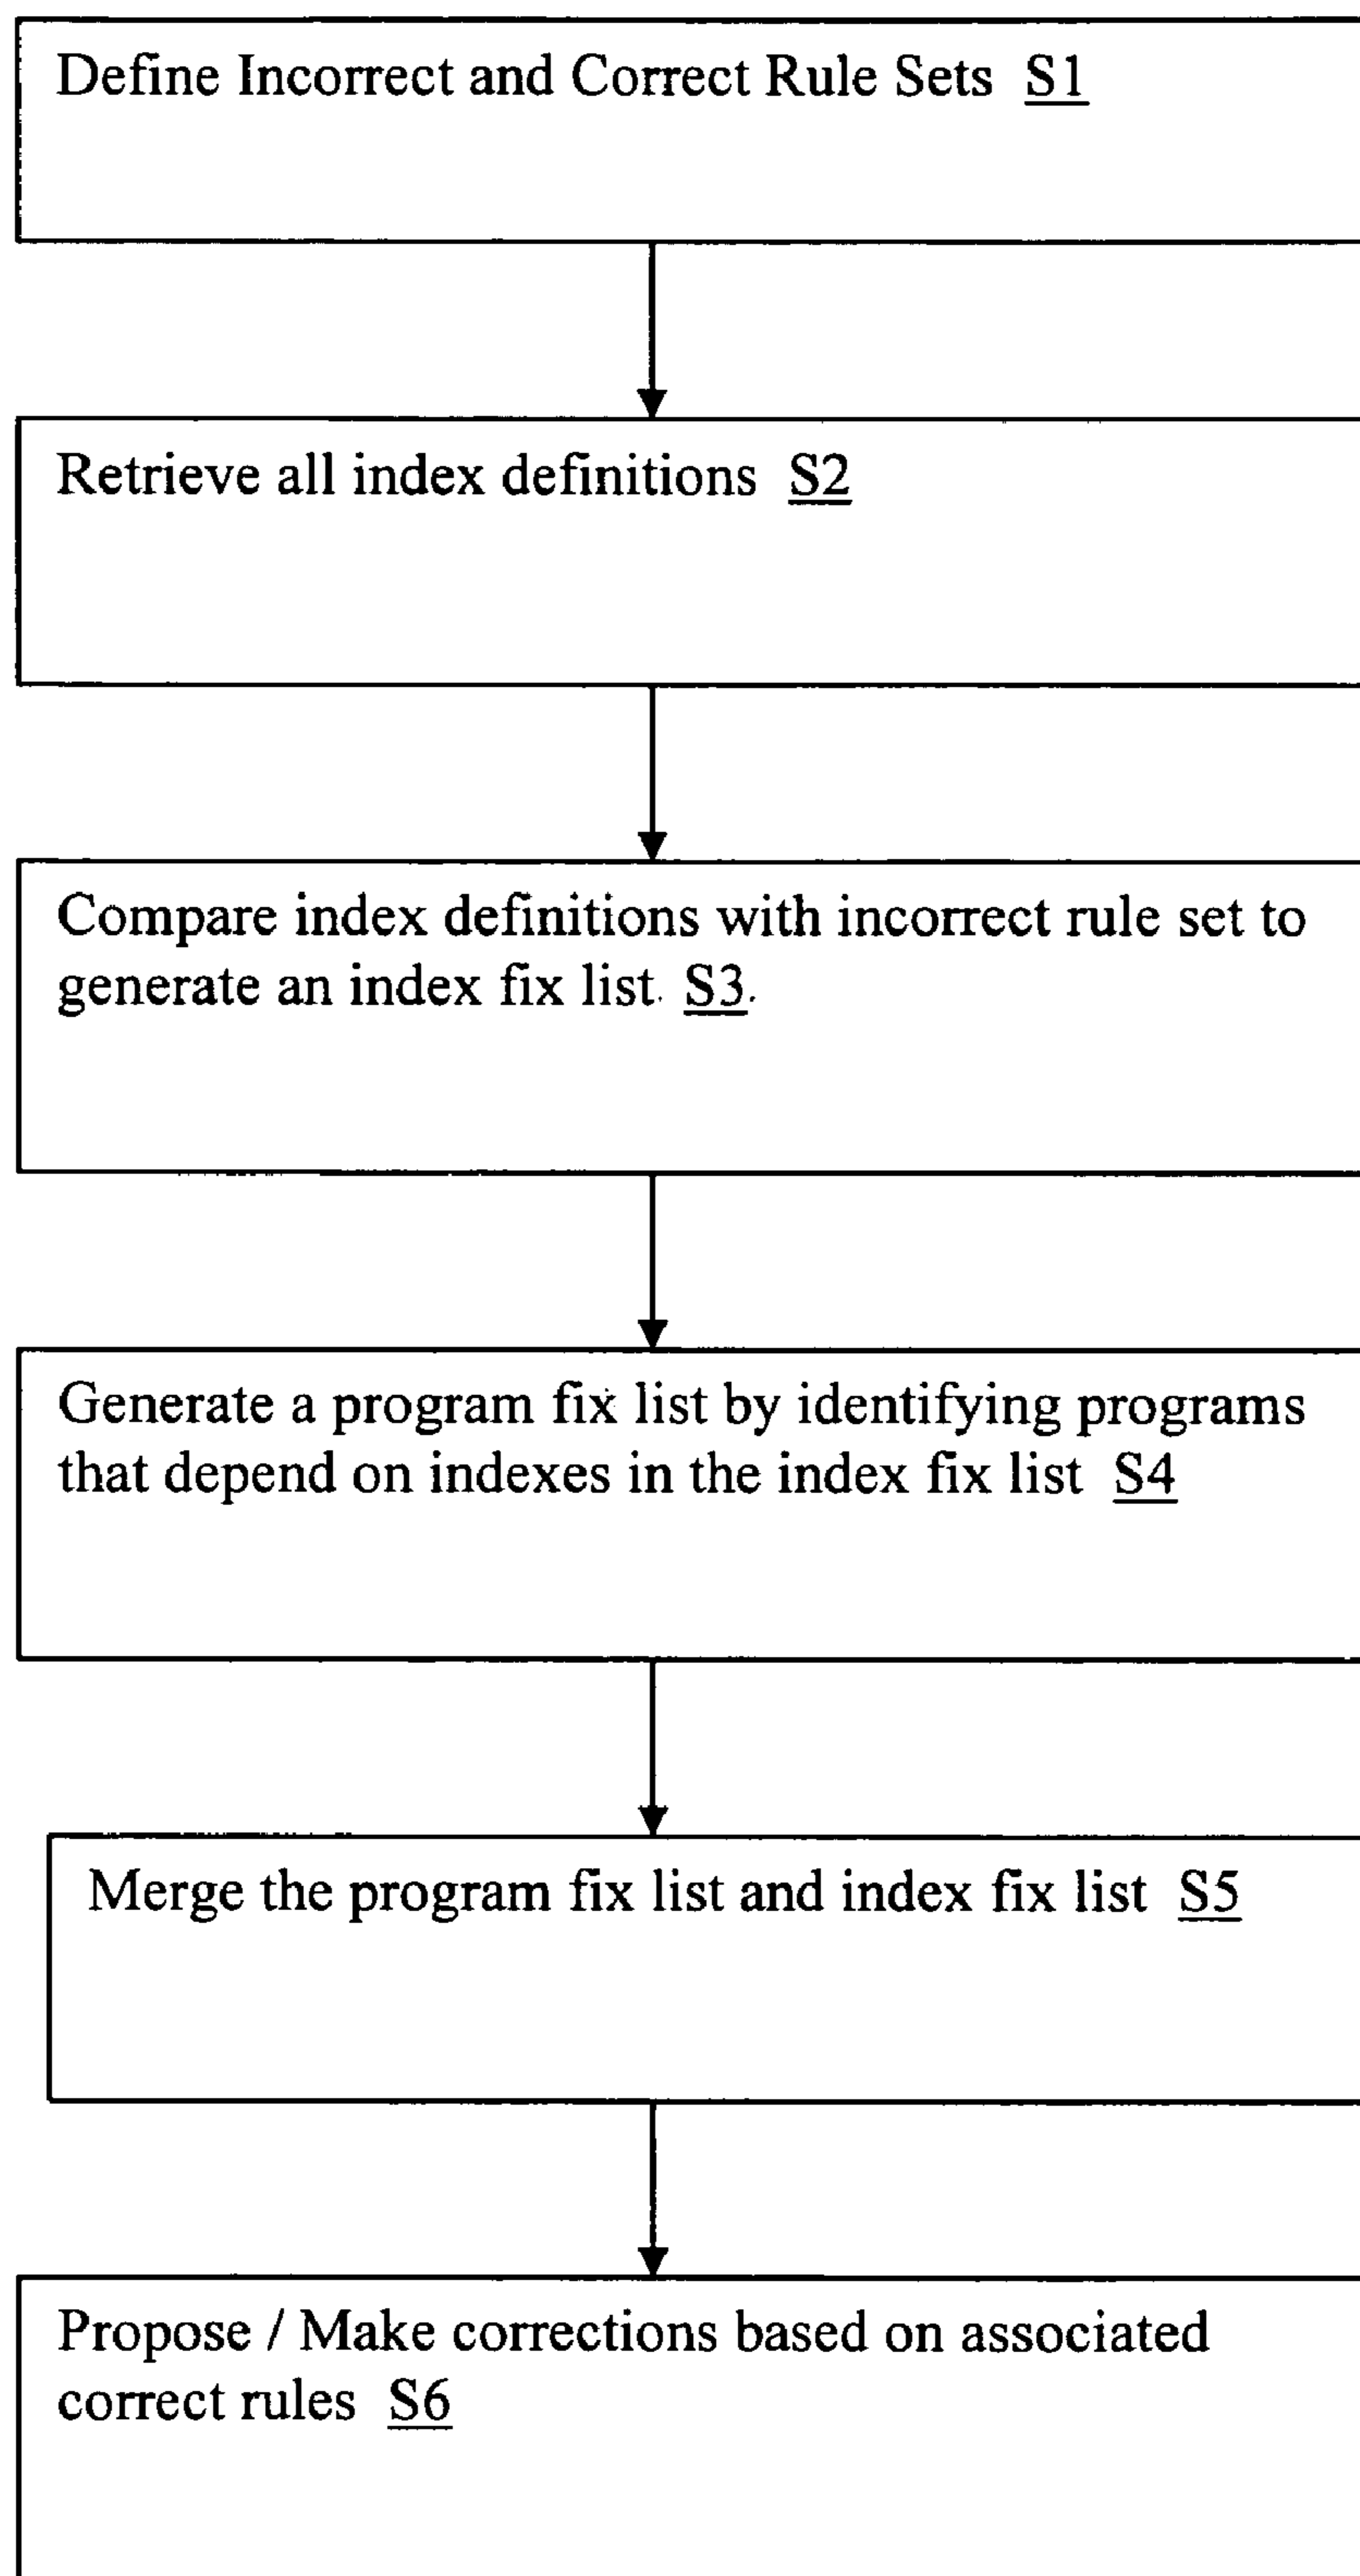 Define Incorrect and Correct Rule Sets S1
Retrieve all index definitions S2
Compare index definitions with incorrect rule set to
generate an index fix list. S3.
Generate a program fix list by identifying programs
that depend on indexes in the index fix list S4
Merge the program fix list and index fix list S5
Propose / Make corrections based on associated
correct rules S6